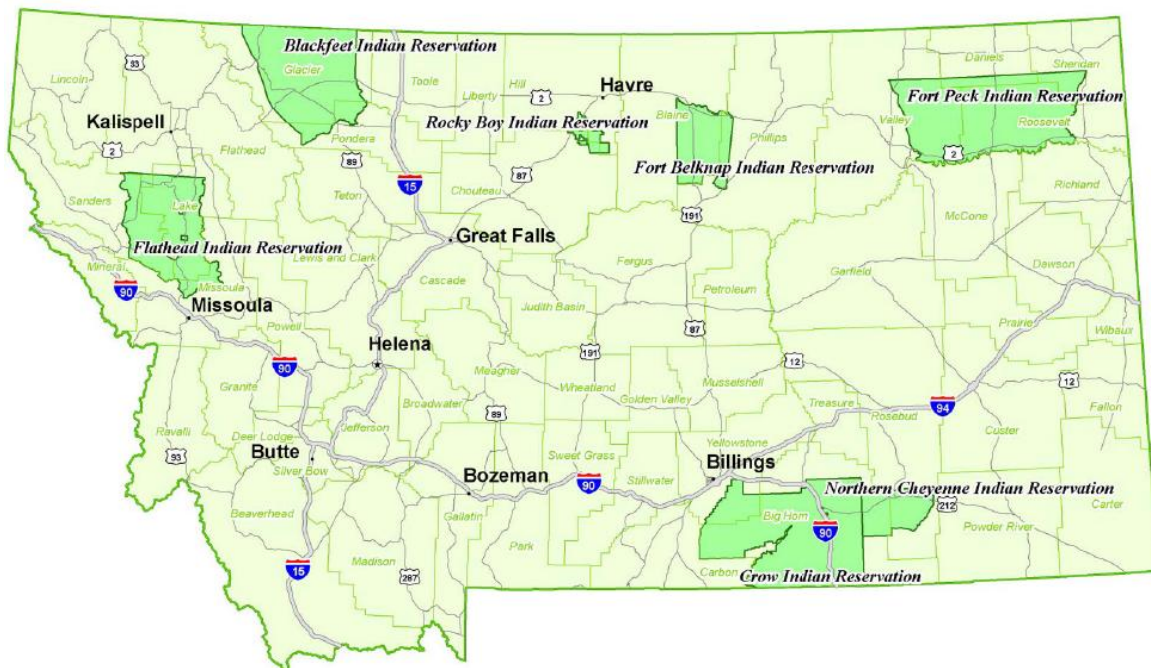 Blackfeet Indian Reservation
93
Glacier
Toole
Hill
Daniels
Sheridan
Lincoln
Liberty
2
Havre
Fort Peck Indian Reservation
Kalispell
Rocky Boy Indian Reservation
Blaine
Phillips
Valley
Roosevelt
2
Flathead
Pondera
89
87
Fort Belknap Indian Reservation
2
15
Teton
Chouteau
Richland
Sanders
Lake
191
McCone
Flathead Indian Reservation
Great Falls
Lewis and Clark
Fergus
Garfield
Dawson
Mineral
90
Missoula
Cascade
Petroleum
Missoula
Judith Basin
Powell
87
Prairie
Wibaux
Helena
191
90
Meagher
12
12
Granite
Wheatland
Musselshell
Golden Valley
Broadwater
89
Treasure
Rosebud
94
Fallon
Ravalli
Deer Lodge
Jefferson
Custer
93
Butte
Silver Bow
Sweet Grass
Yellowstone
Bozeman
90
Stillwater
Billings
Northern Cheyenne Indian Reservation
212
Carter
Beaverhead
Gallatin
Big Horn
90
Powder River
Park
15
Madison
287
Carbon
Crow Indian Reservation